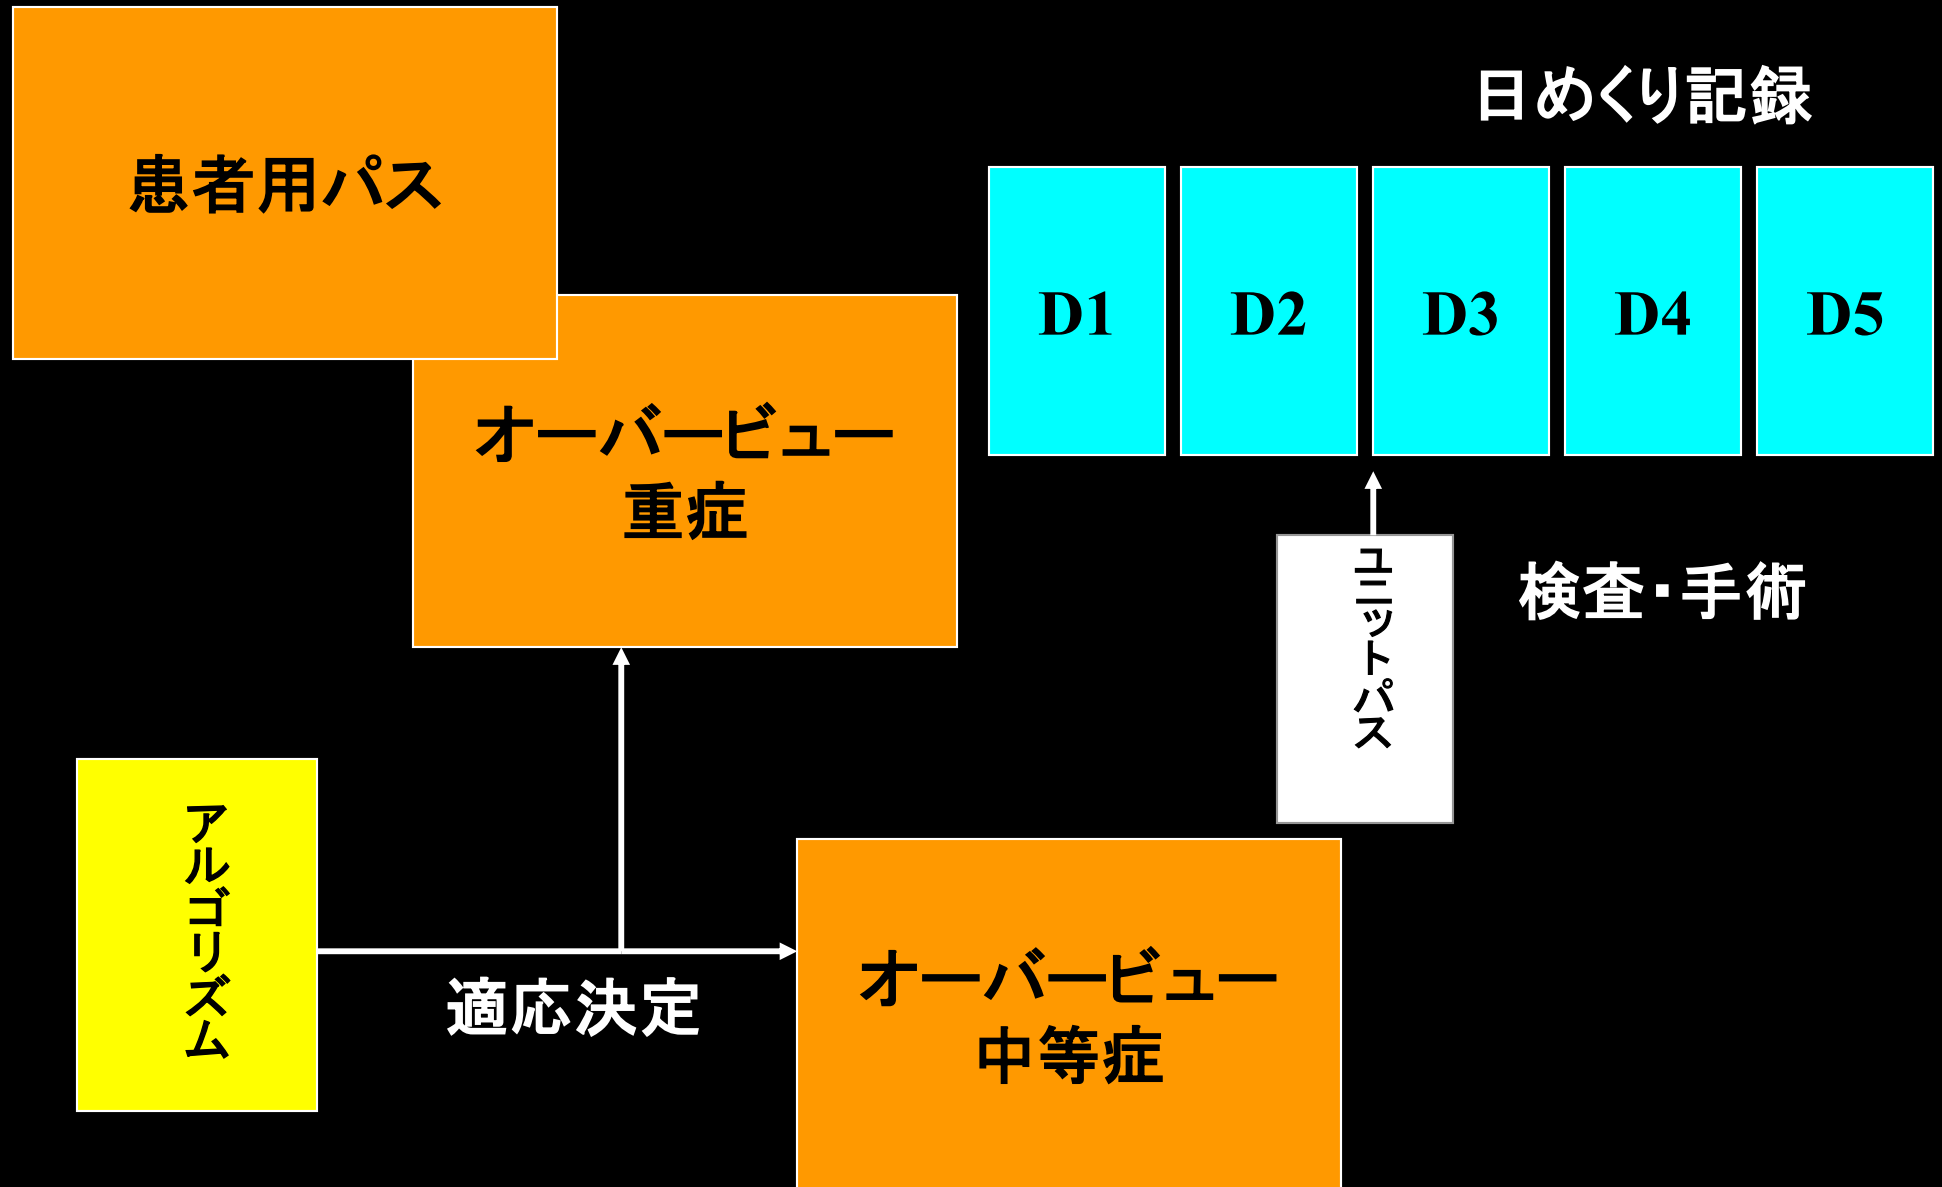 患者用パス
日めくり記録
D1
D2
D3
D4
D5
オーバービュー
重症
ユニットパス
検査・手術
アルゴリズム
適応決定
オーバービュー
中等症